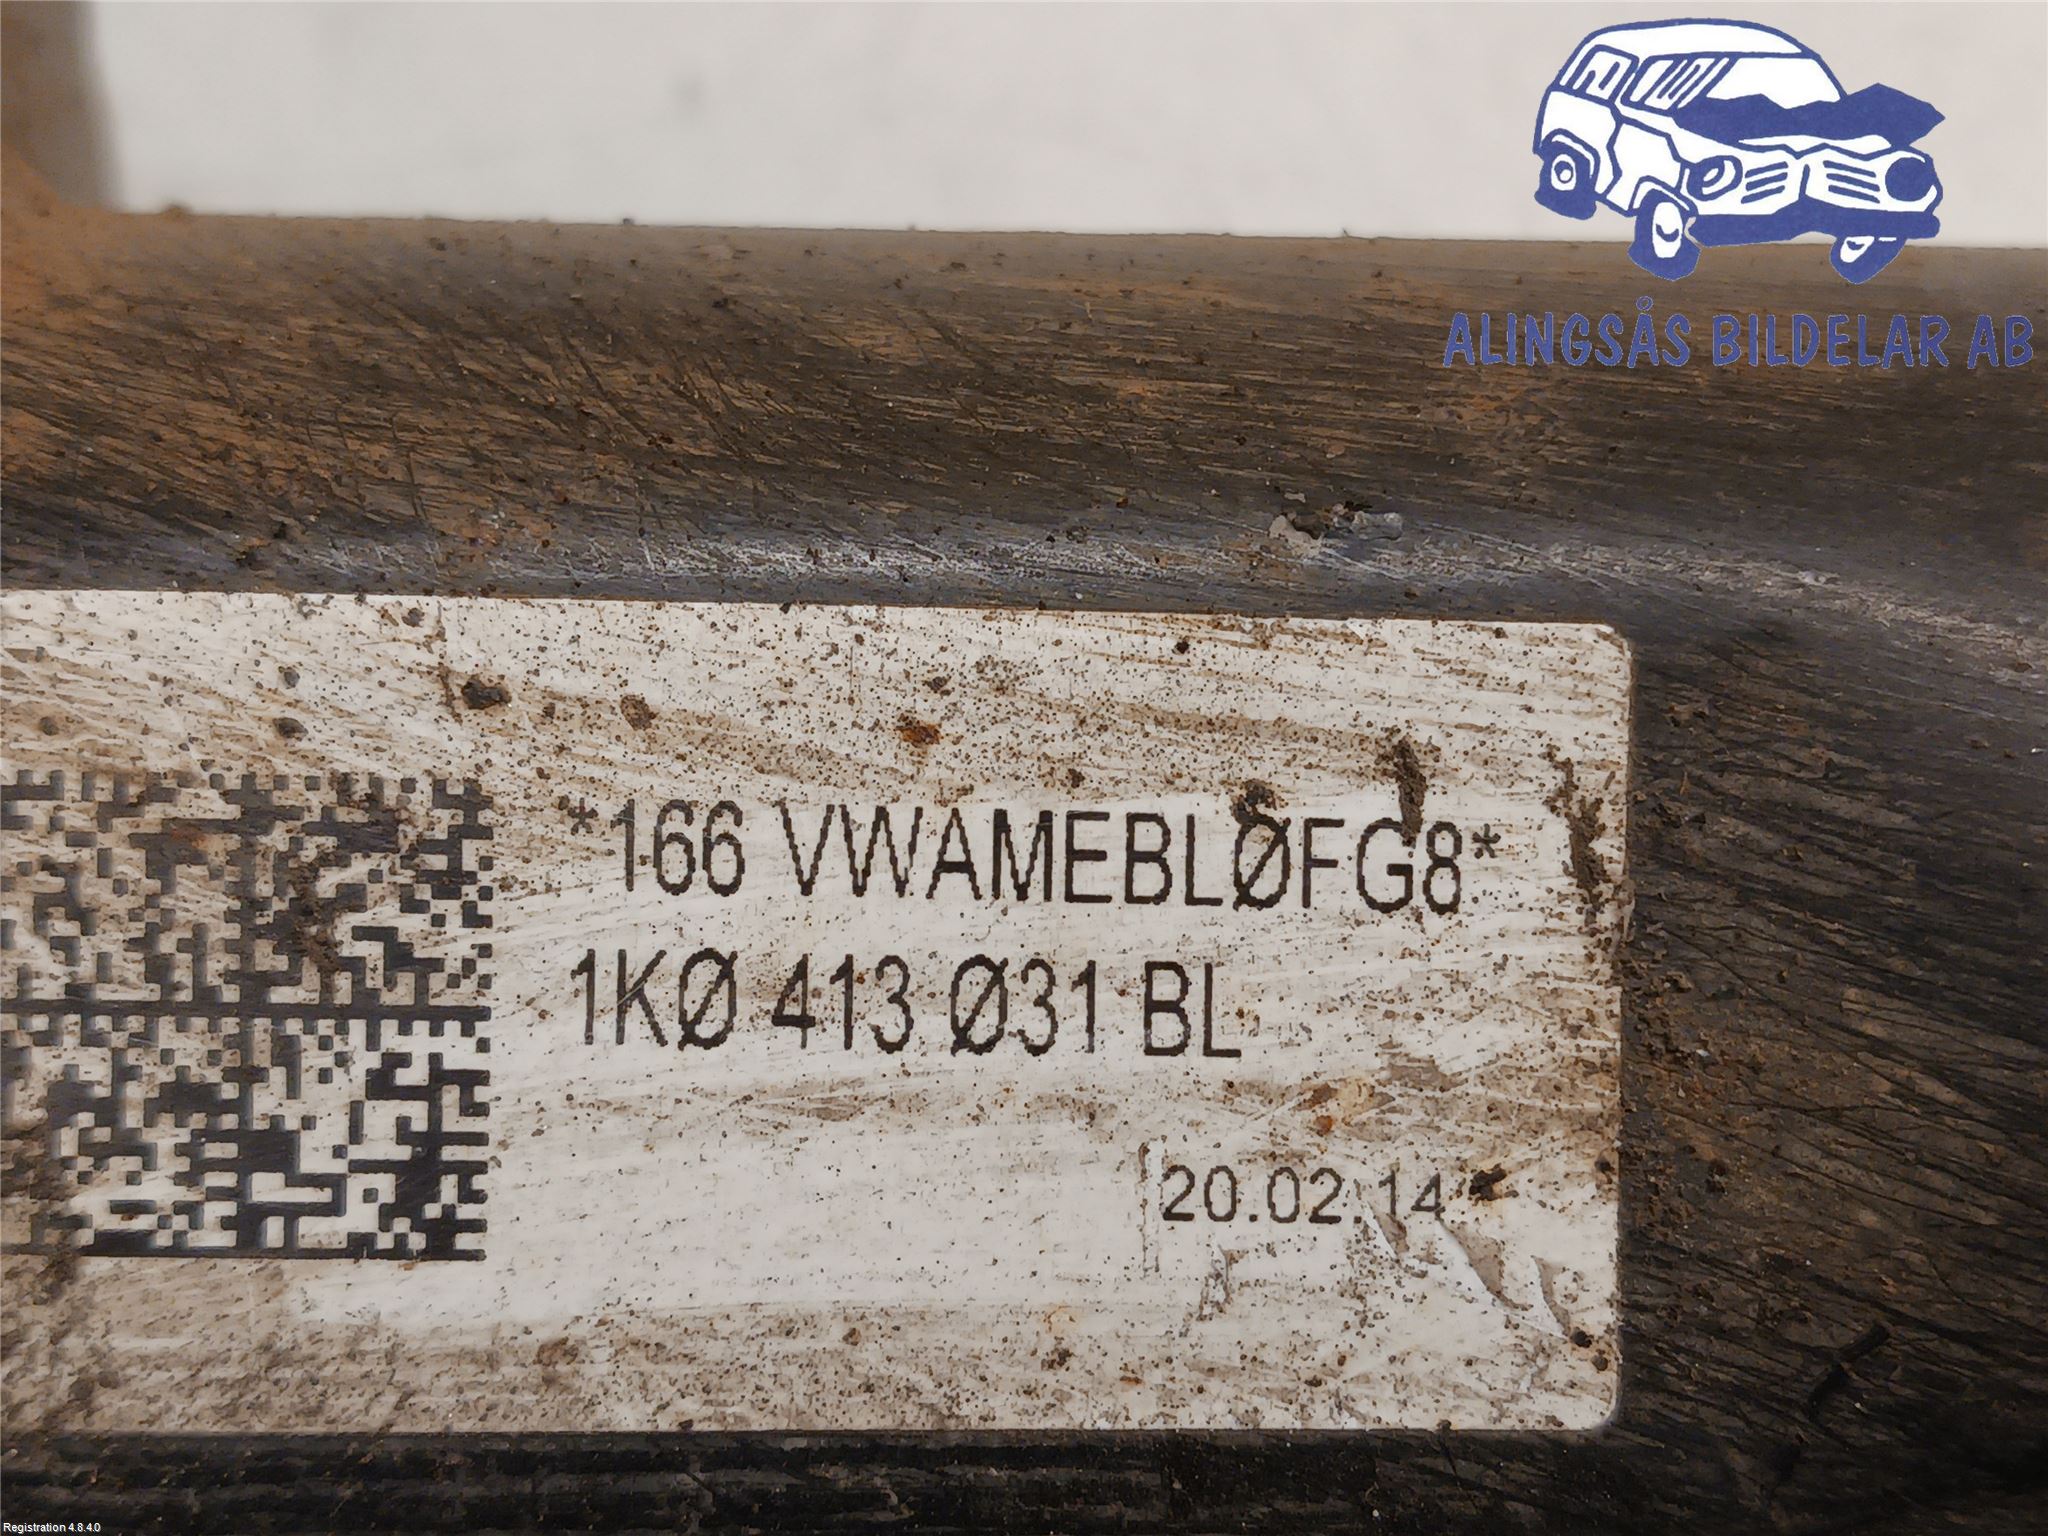 ALINGSÅS BILDELAR AB
*166 VWAMEBLØFG8*
1KØ 413 Ø31 BL
20.02.14
Registration 4.8.4.0